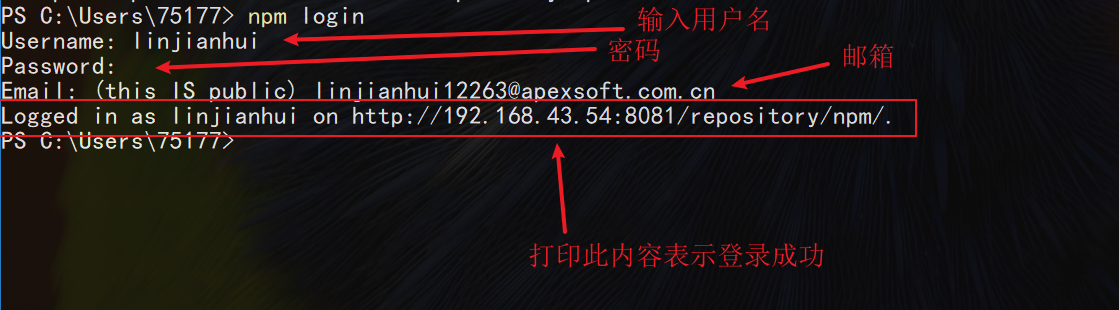 PS C:\Users\75177> npm login
输入用户名
Username: linjianhui
密码
Password:
邮箱
Email: (this IS public) linjianhui12263@apexsoft.com.cn
Logged in as linjianhui on http://192.168.43.54:8081/repository/npm/.
PS C:\Users\75177>
打印此内容表示登录成功